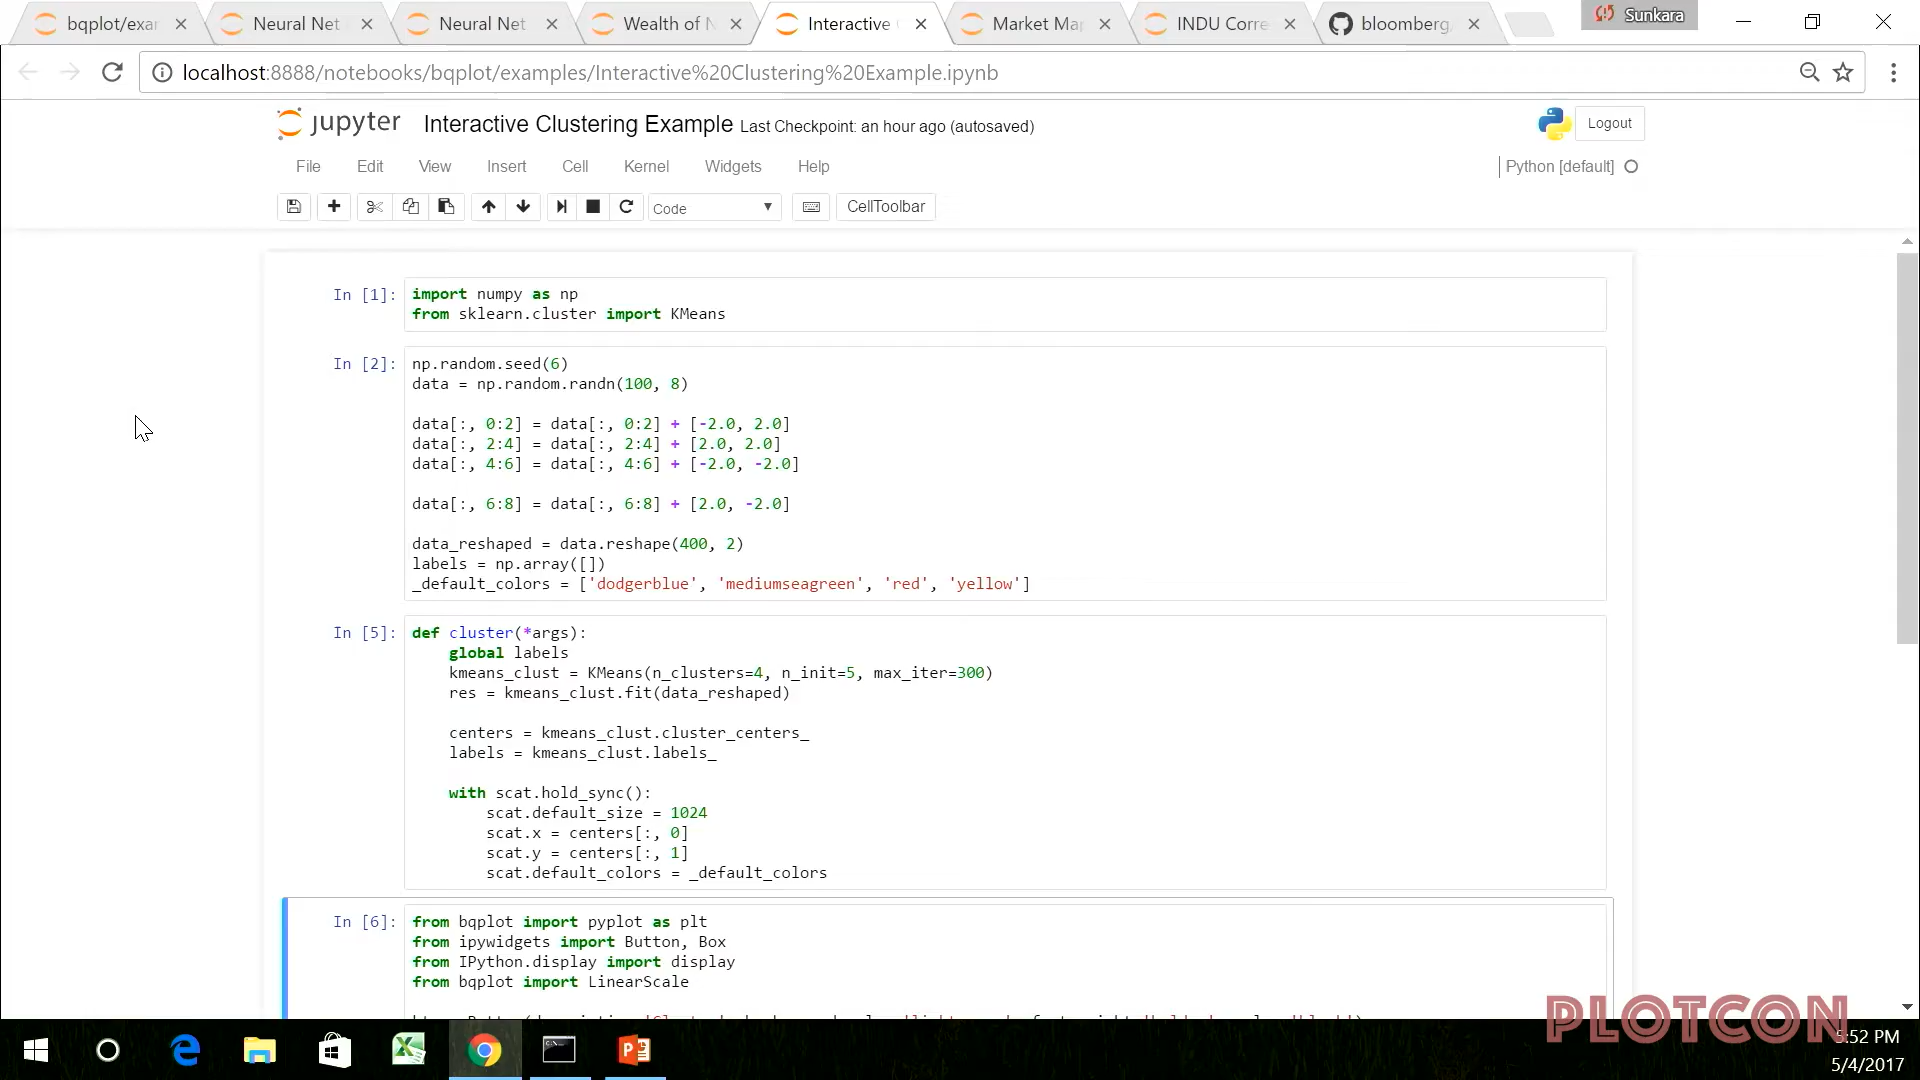 bqplot/exar
Neural Net
Neural Net
Wealth of N
Interactive
Market Ma
INDU Corre
bloomberg
Sunkara
localhost:8888/notebooks/bqplot/examples/Interactive%20Clustering%20Example.ipynb
jupyter Interactive Clustering Example Last Checkpoint: an hour ago (autosaved)
Logout
File Edit View Insert Cell Kernel Widgets Help
Python [default]
Code
CellToolbar
In [1]: import numpy as np
from sklearn.cluster import KMeans
In [2]: np.random.seed(6)
data = np.random.randn(100, 8)
data[:, 0:2] = data[:, 0:2] + [-2.0, 2.0]
data[:, 2:4] = data[:, 2:4] + [2.0, 2.0]
data[:, 4:6] = data[:, 4:6] + [-2.0, -2.0]
data[:, 6:8] = data[:, 6:8] + [2.0, -2.0]
data_reshaped = data.reshape(400, 2)
labels = np.array([])
_default_colors = ['dodgerblue', 'mediumseagreen', 'red', 'yellow']
In [5]: def cluster(*args):
global labels
kmeans_clust = KMeans(n_clusters=4, n_init=5, max_iter=300)
res = kmeans_clust.fit(data_reshaped)
centers = kmeans_clust.cluster_centers_
labels = kmeans_clust.labels_
with scat.hold_sync():
scat.default_size = 1024
scat.x = centers[:, 0]
scat.y = centers[:, 1]
scat.default_colors = _default_colors
In [6]: from bqplot import pyplot as plt
from ipywidgets import Button, Box
from IPython.display import display
from bqplot import LinearScale
PLOTCON
5:52 PM
5/4/2017